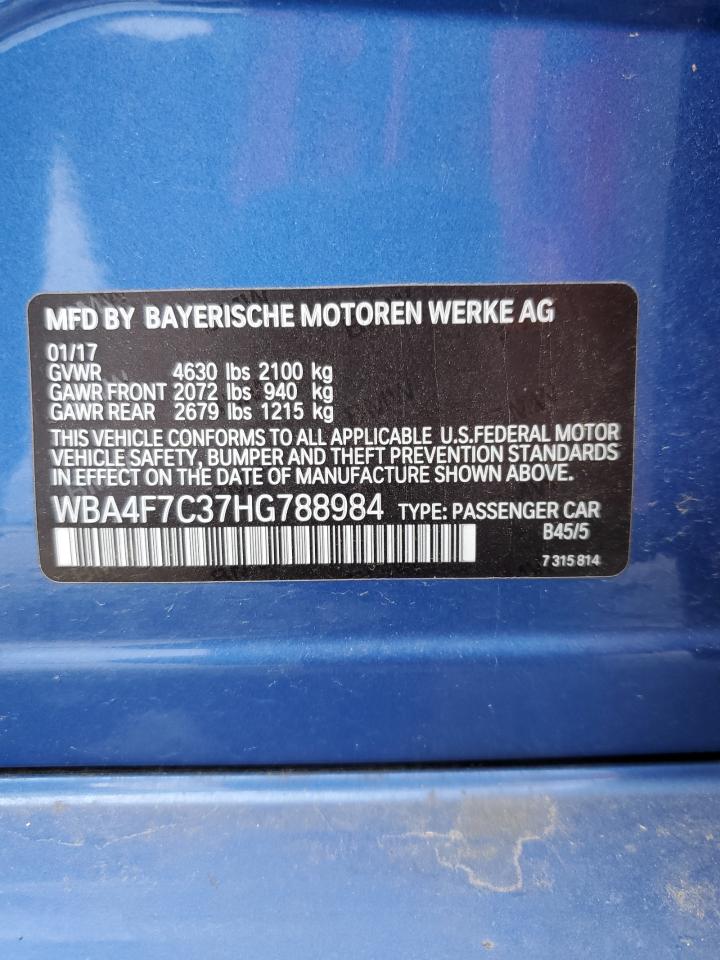 MFD BY BAYERISCHE MOTOREN WERKE AG
01/17
GVWR 4630 lbs 2100 kg
GAWR FRONT 2072 lbs 940 kg
GAWR REAR 2679 lbs 1215 kg
THIS VEHICLE CONFORMS TO ALL APPLICABLE U.S.FEDERAL MOTOR
VEHICLE SAFETY, BUMPER AND THEFT PREVENTION STANDARDS
IN EFFECT ON THE DATE OF MANUFACTURE SHOWN ABOVE.
WBA4F7C37HG788984 TYPE: PASSENGER CAR
B45/5
7 315 814